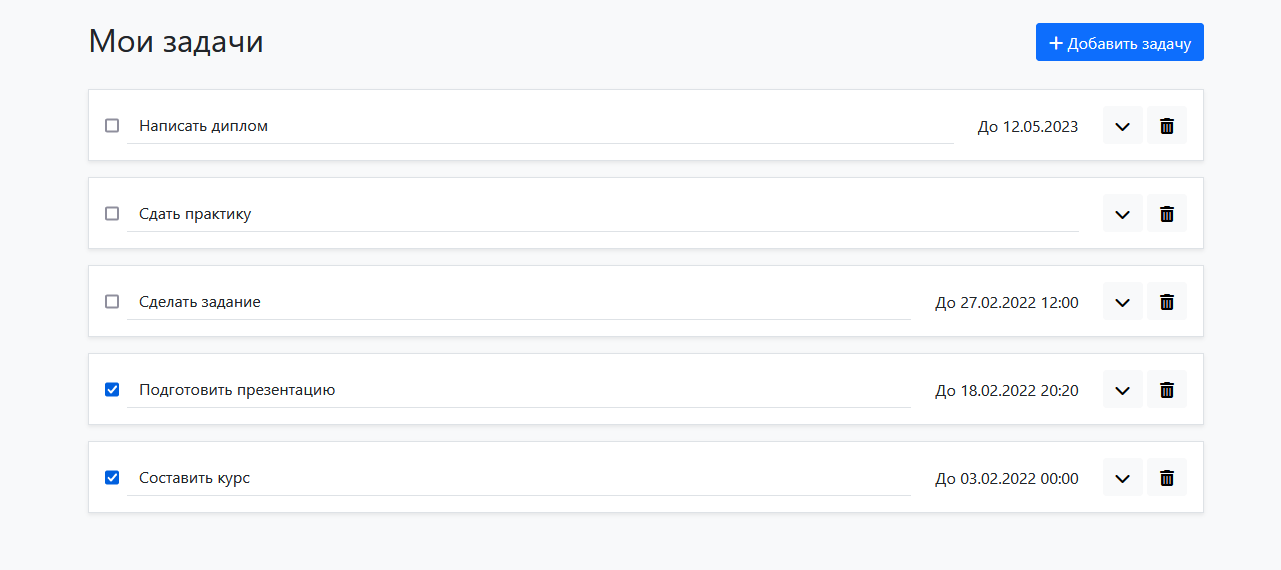 Мои задачи
Добавить задачу
Написать диплом До 12.05.2023
Сдать практику
Сделать задание До 27.02.2022 12:00
Подготовить презентацию До 18.02.2022 20:20
Составить курс До 03.02.2022 00:00